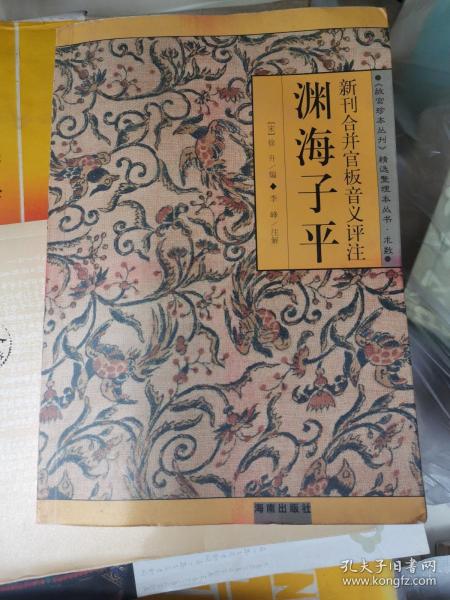 ●《故宫珍本丛刊》精选整理本丛书·术数●
新刊合并官板音义评注
渊海子平
[宋]徐升/编◆李峰/注解
海南出版社
孔夫子旧书网
www.kongfz.com